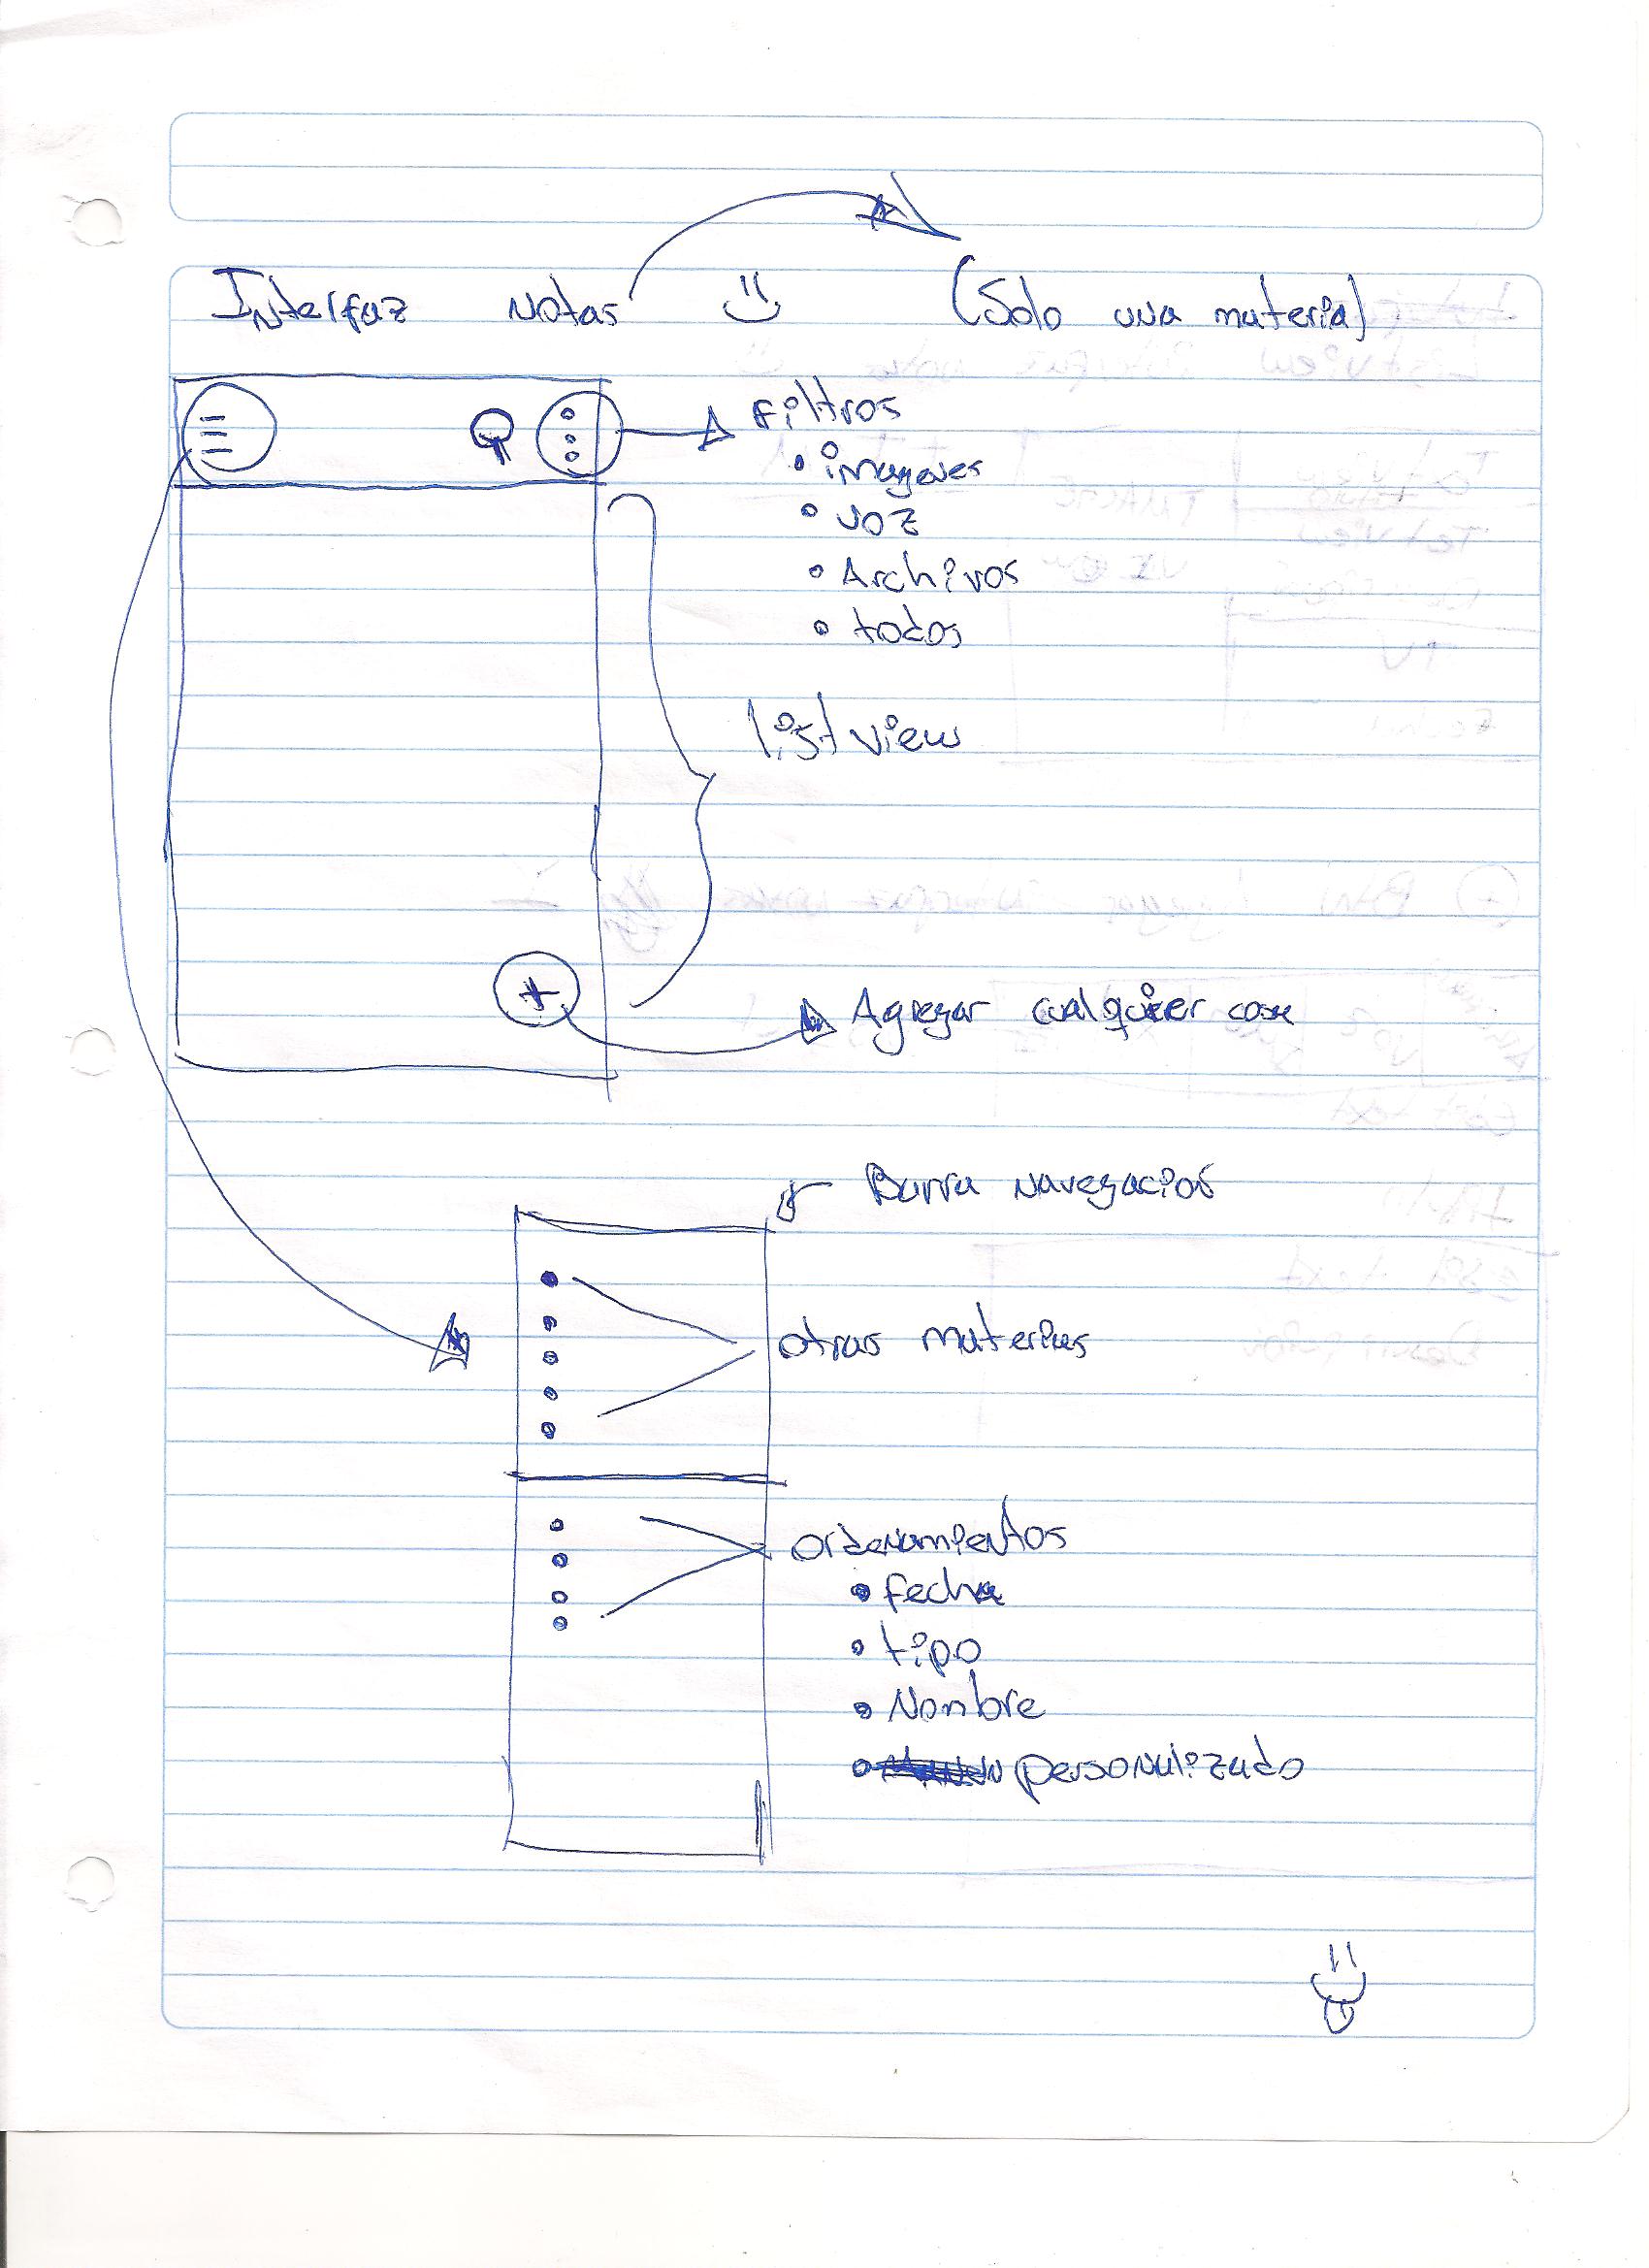 Interfaz Notas (Solo una materia)
Filtros
• imagenes
• voz
• Archivos
• todos
list view
+
Agregar cualquier cosa
Barra navegacion
otras materias
ordenamientos
• fecha
• tipo
• Nombre
• personalizado